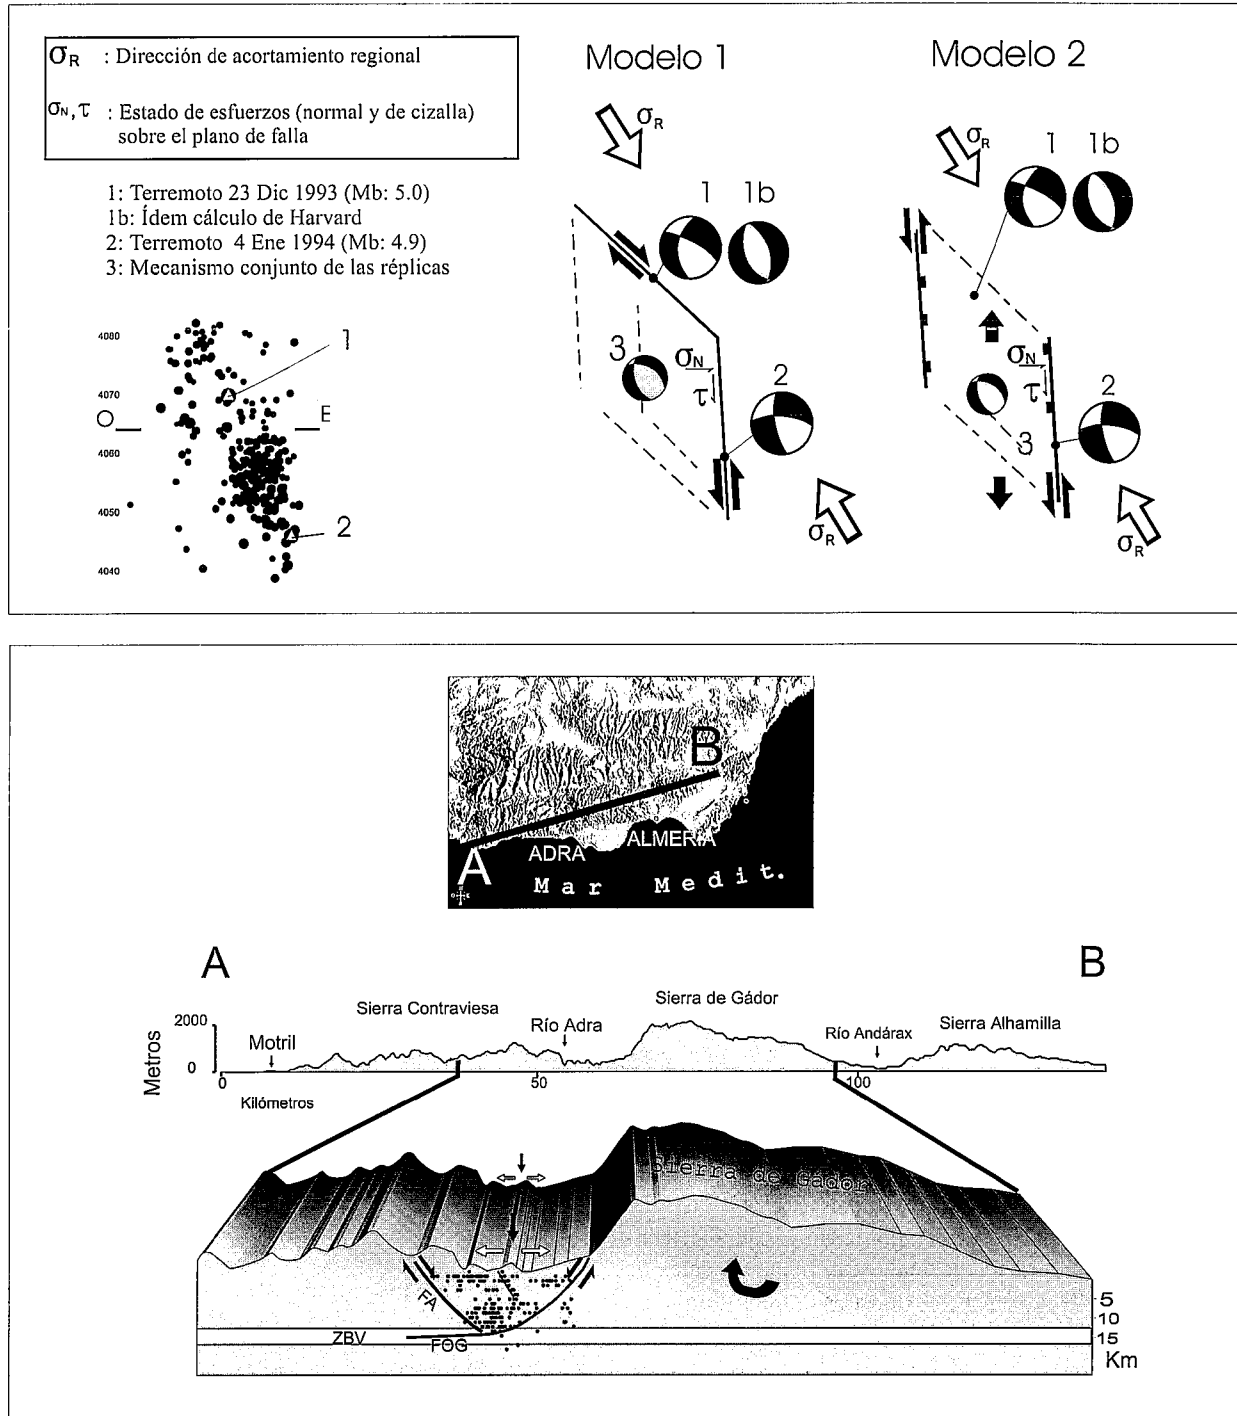 σR : Dirección de acortamiento regional
σN, τ : Estado de esfuerzos (normal y de cizalla)
sobre el plano de falla
1: Terremoto 23 Dic 1993 (Mb: 5.0)
1b: Ídem cálculo de Harvard
2: Terremoto 4 Ene 1994 (Mb: 4.9)
3: Mecanismo conjunto de las réplicas
4080
4070
4060
4050
4040
O
E
1
2
Modelo 1
σR
1
1b
3
σN
τ
2
σR
Modelo 2
σR
1
1b
σN
τ
2
3
σR
B
ADRA
ALMERIA
A
Mar Medit.
A
B
Sierra Contraviesa
Sierra de Gádor
Río Adra
Río Andárax
Sierra Alhamilla
Motril
Metros
2000
0
0
50
100
Kilómetros
Sierra de Gádor
FA
ZBV
FOG
5
10
15
Km